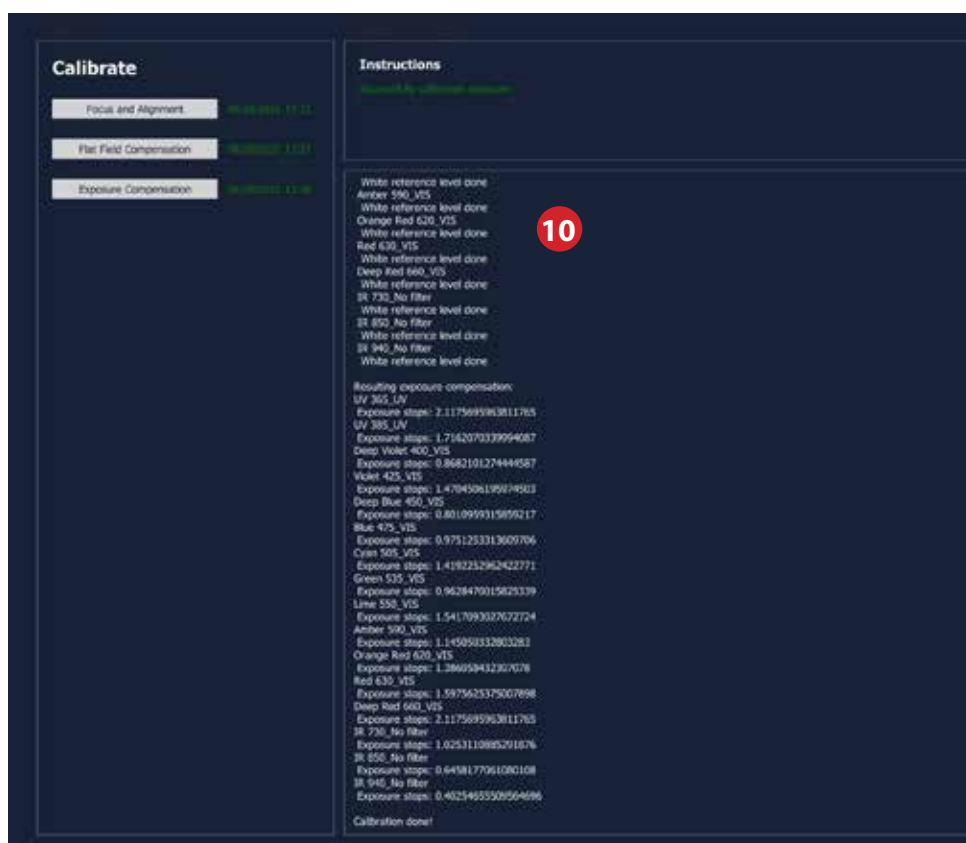 Calibrate
Focus and Alignment
Flat Field Compensation
Exposure Compensation
Instructions
White reference level done
Amber 590_VIS
White reference level done
Orange Red 620_VIS
White reference level done
Red 630_VIS
White reference level done
Deep Red 660_VIS
White reference level done
IR 730_No filter
White reference level done
IR 850_No filter
White reference level done
IR 940_No filter
White reference level done
10
Resulting exposure compensation:
UV 365_UV
Exposure stops: 2.1175695963811765
UV 385_UV
Exposure stops: 1.7162070339994087
Deep Violet 400_VIS
Exposure stops: 0.8682101274444587
Violet 425_VIS
Exposure stops: 1.4704506195974503
Deep Blue 450_VIS
Exposure stops: 0.8010959315859217
Blue 475_VIS
Exposure stops: 0.9751253313609706
Cyan 505_VIS
Exposure stops: 1.4192252962422771
Green 535_VIS
Exposure stops: 0.9628470015825339
Lime 550_VIS
Exposure stops: 1.5417093027672724
Amber 590_VIS
Exposure stops: 1.145050332803283
Orange Red 620_VIS
Exposure stops: 1.386058432307078
Red 630_VIS
Exposure stops: 1.5975625375007898
Deep Red 660_VIS
Exposure stops: 2.1175695963811765
IR 730_No filter
Exposure stops: 1.0253110885291876
IR 850_No filter
Exposure stops: 0.6458177061080108
IR 940_No filter
Exposure stops: 0.40254655509564696
Calibration done!